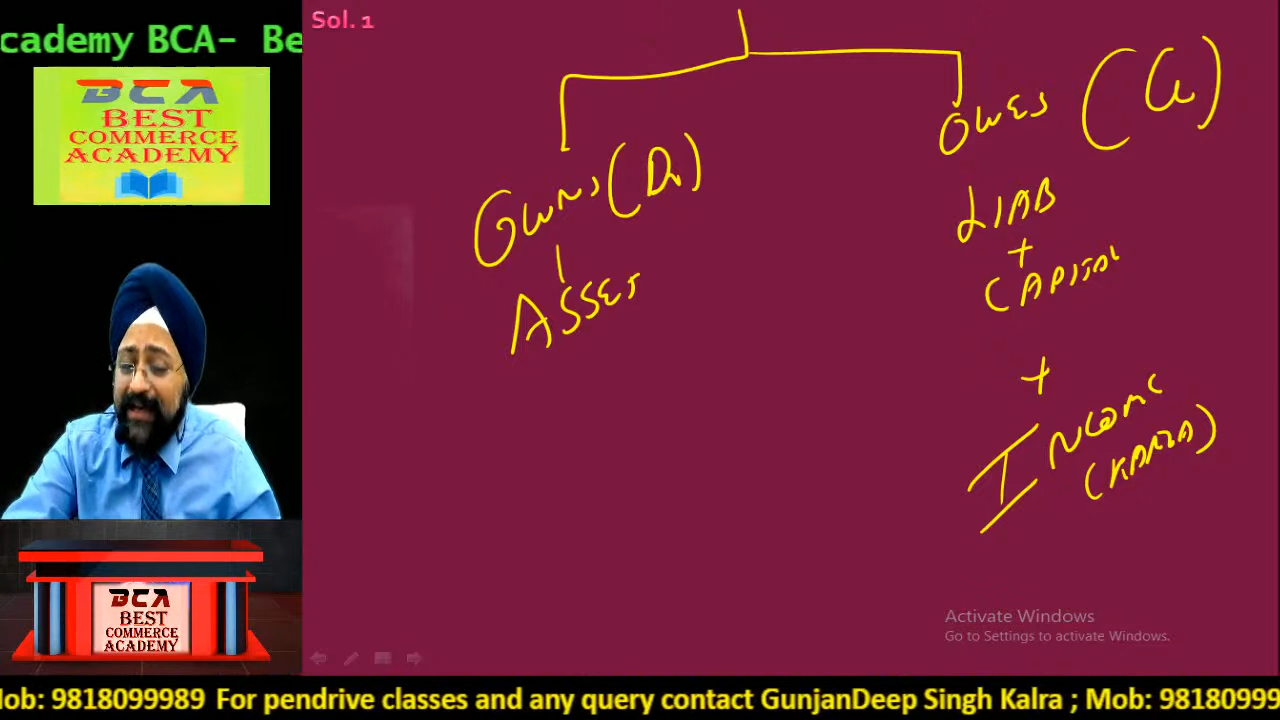 cademy BCA- Be
BCA
BEST
COMMERCE
ACADEMY
Sol. 1
OWNS (Dr)
ASSET
OWES (Cr)
LIAB
+
CAPITAL
+
INCOME
(KARZA)
BCA
BEST
COMMERCE
ACADEMY
Activate Windows
Go to Settings to activate Windows.
Mob: 9818099989 For pendrive classes and any query contact GunjanDeep Singh Kalra ; Mob: 98180999